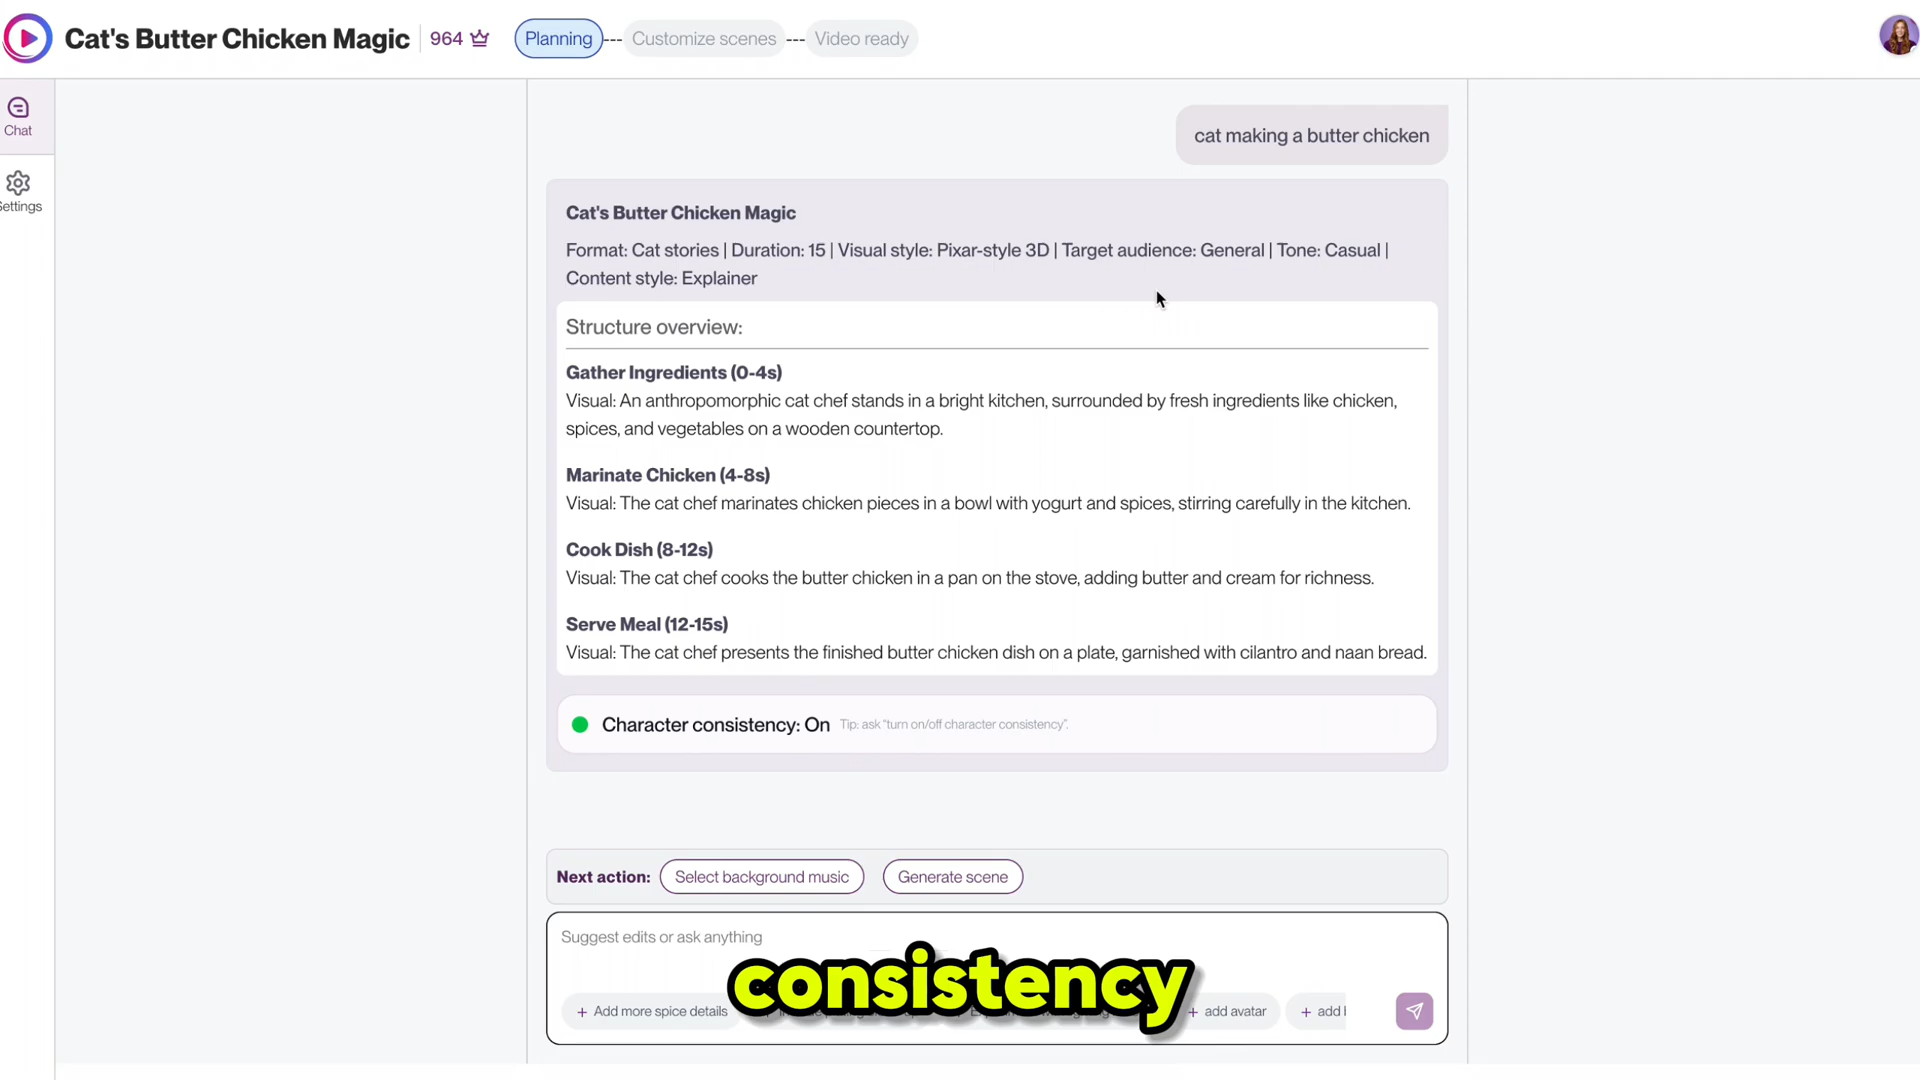 Cat's Butter Chicken Magic
964
Planning --- Customize scenes --- Video ready
Chat
Settings
cat making a butter chicken
Cat's Butter Chicken Magic
Format: Cat stories | Duration: 15 | Visual style: Pixar-style 3D | Target audience: General | Tone: Casual |
Content style: Explainer
Structure overview:
Gather Ingredients (0-4s)
Visual: An anthropomorphic cat chef stands in a bright kitchen, surrounded by fresh ingredients like chicken,
spices, and vegetables on a wooden countertop.
Marinate Chicken (4-8s)
Visual: The cat chef marinates chicken pieces in a bowl with yogurt and spices, stirring carefully in the kitchen.
Cook Dish (8-12s)
Visual: The cat chef cooks the butter chicken in a pan on the stove, adding butter and cream for richness.
Serve Meal (12-15s)
Visual: The cat chef presents the finished butter chicken dish on a plate, garnished with cilantro and naan bread.
Character consistency: On Tip: ask "turn on/off character consistency".
Next action: Select background music Generate scene
Suggest edits or ask anything
consistency
+ Add more spice details
+ add avatar
+ add